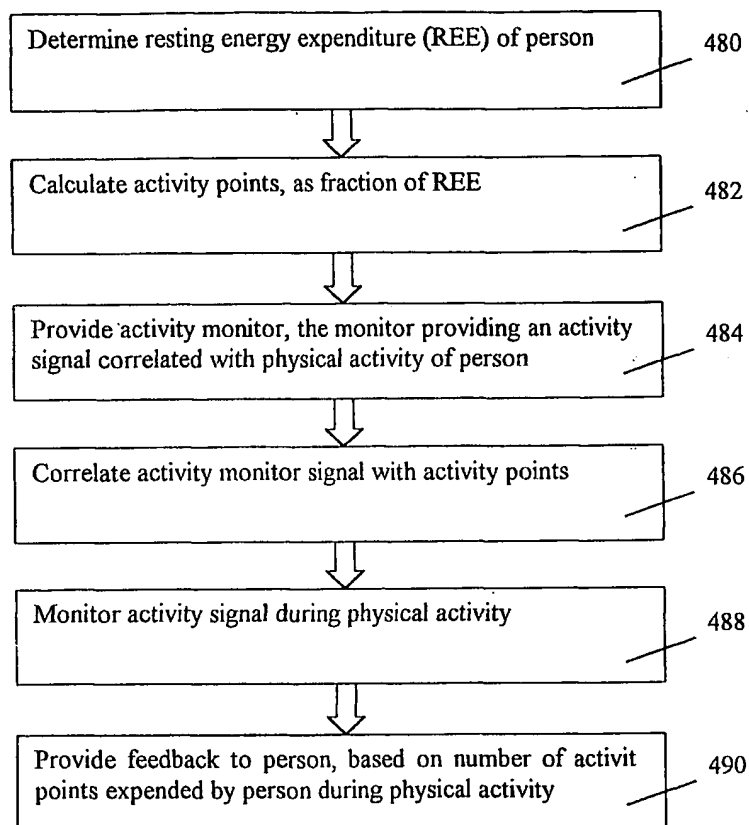 Determine resting energy expenditure (REE) of person
480
Calculate activity points, as fraction of REE
482
Provide activity monitor, the monitor providing an activity
signal correlated with physical activity of person
484
Correlate activity monitor signal with activity points
486
Monitor activity signal during physical activity
488
Provide feedback to person, based on number of activit
points expended by person during physical activity
490